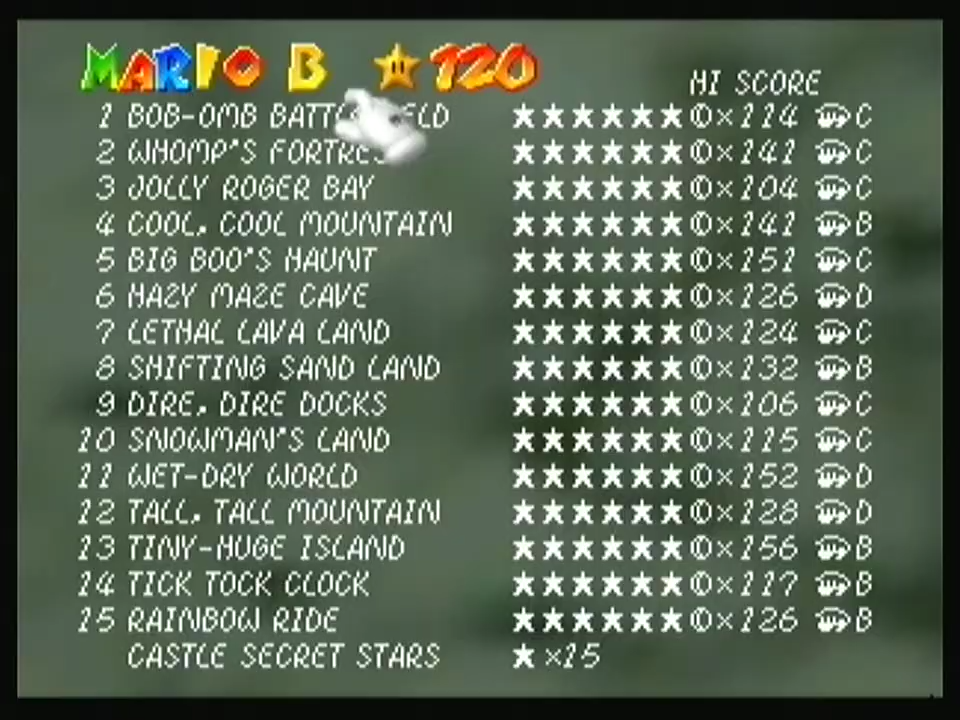 MARIO B ★120
HI SCORE
1 BOB-OMB BATTLEFIELD ★★★★★★★ ©×114 C
2 WHOMP'S FORTRESS ★★★★★★★ ©×141 C
3 JOLLY ROGER BAY ★★★★★★★ ©×104 C
4 COOL, COOL MOUNTAIN ★★★★★★★ ©×141 B
5 BIG BOO'S HAUNT ★★★★★★★ ©×151 C
6 HAZY MAZE CAVE ★★★★★★★ ©×126 D
7 LETHAL LAVA LAND ★★★★★★★ ©×124 C
8 SHIFTING SAND LAND ★★★★★★★ ©×132 B
9 DIRE, DIRE DOCKS ★★★★★★★ ©×106 C
10 SNOWMAN'S LAND ★★★★★★★ ©×115 C
11 WET-DRY WORLD ★★★★★★★ ©×152 D
12 TALL, TALL MOUNTAIN ★★★★★★★ ©×128 D
13 TINY-HUGE ISLAND ★★★★★★★ ©×156 B
14 TICK TOCK CLOCK ★★★★★★★ ©×117 B
15 RAINBOW RIDE ★★★★★★★ ©×126 B
CASTLE SECRET STARS ★×15